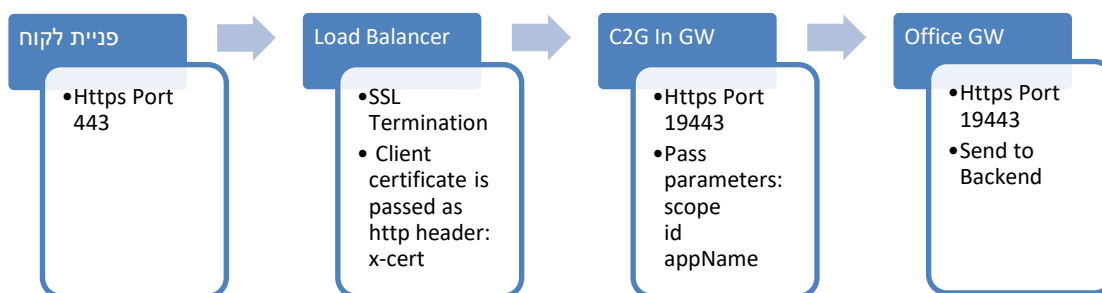 פניית לקוח
•Https Port
443
Load Balancer
•SSL
Termination
• Client
certificate is
passed as
http header:
x-cert
C2G In GW
•Https Port
19443
•Pass
parameters:
scope
id
appName
Office GW
•Https Port
19443
•Send to
Backend